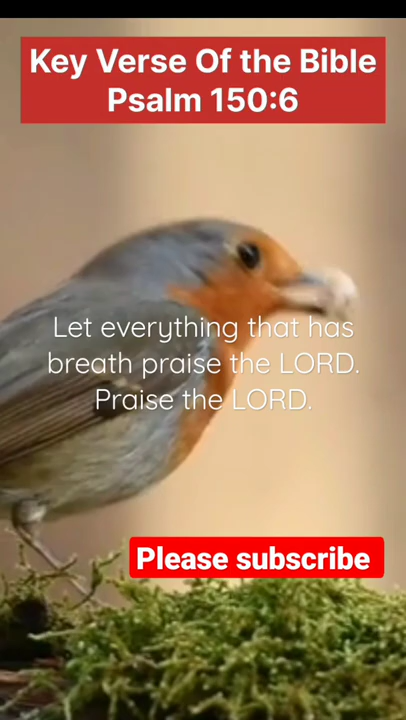 Key Verse Of the Bible
Psalm 150:6
Let everything that has
breath praise the LORD.
Praise the LORD.
Please subscribe